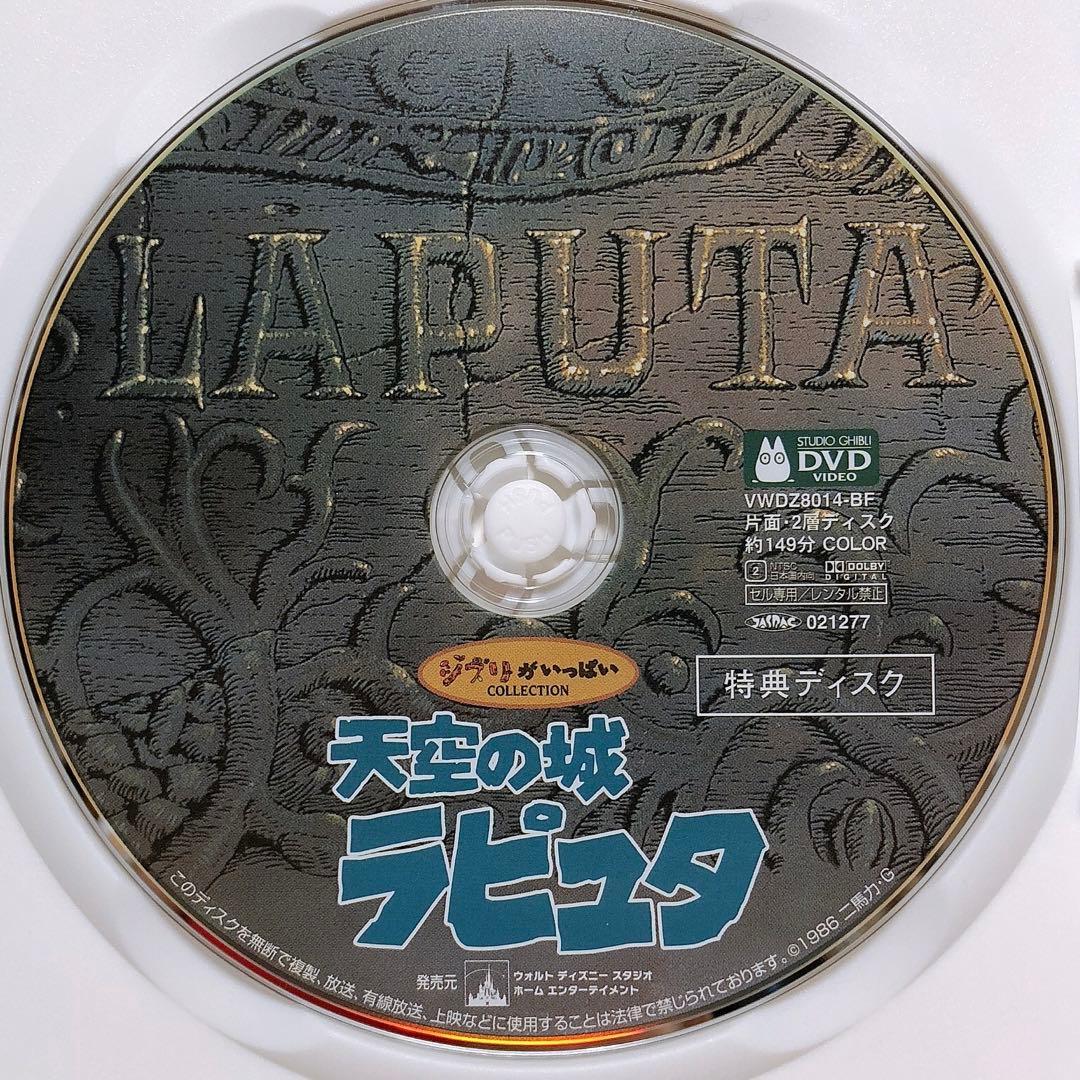 LAPUTA
STUDIO GHIBLI
DVD
VIDEO
VWDZ8014-BF
片面・2層ディスク
約149分 COLOR
2 NTSC 日本国内向 DOLBY DIGITAL
セル専用/レンタル禁止
JASRAC 021277
ジブリがいっぱい
COLLECTION
特典ディスク
天空の城
ラピュタ
発売元 ウォルト ディズニー スタジオ
ホーム エンターテイメント
このディスクを無断で複製、放送、有線放送、上映などに使用することは法律で禁じられております。©1986 二馬力・G